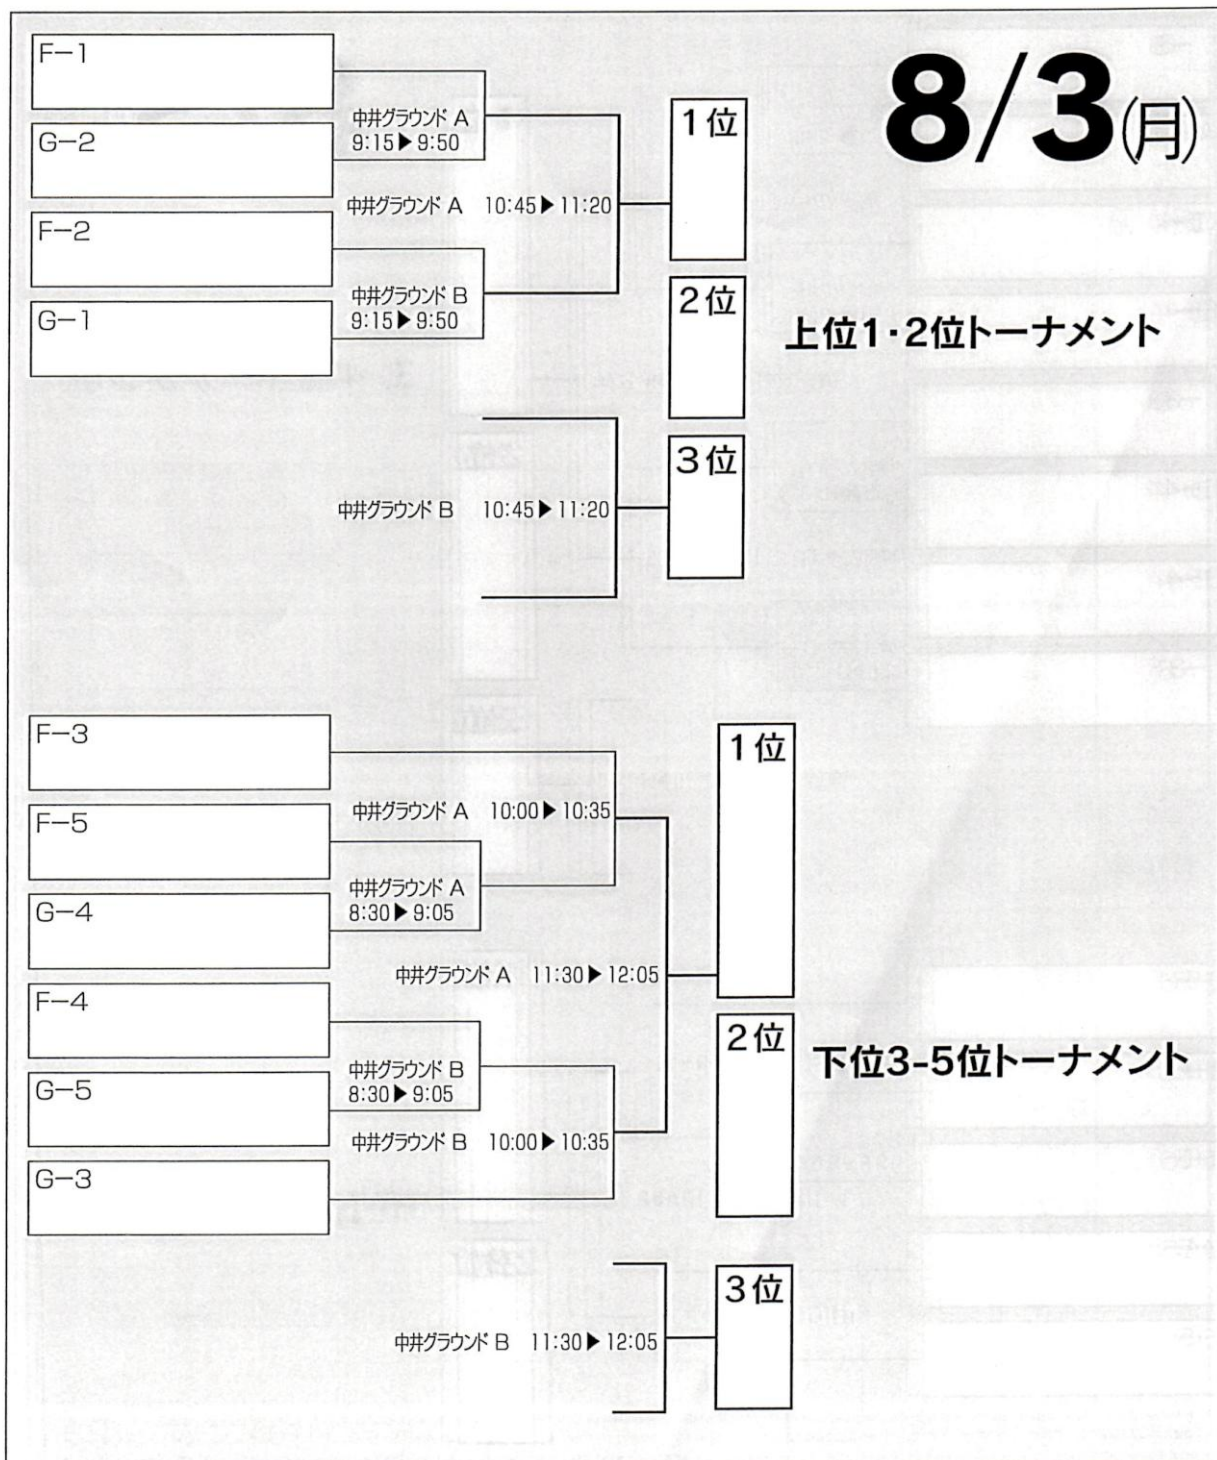 8/3(月)
F-1
G-2
中井グラウンド A
9:15▶9:50
中井グラウンド A 10:45▶11:20
F-2
G-1
中井グラウンド B
9:15▶9:50
1位
2位
上位1・2位トーナメント
中井グラウンド B 10:45▶11:20
3位
F-3
中井グラウンド A 10:00▶10:35
F-5
G-4
中井グラウンド A
8:30▶9:05
中井グラウンド A 11:30▶12:05
F-4
G-5
中井グラウンド B
8:30▶9:05
中井グラウンド B 10:00▶10:35
G-3
1位
2位
下位3-5位トーナメント
中井グラウンド B 11:30▶12:05
3位